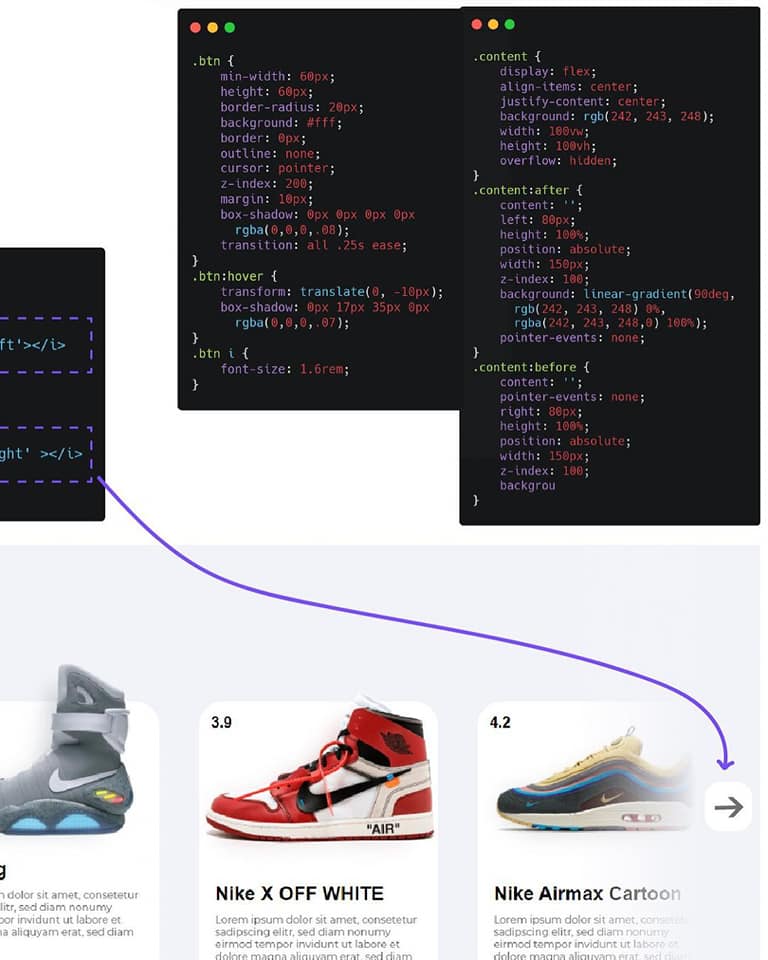 .btn {
min-width: 60px;
height: 60px;
border-radius: 20px;
background: #fff;
border: 0px;
outline: none;
cursor: pointer;
z-index: 200;
margin: 10px;
box-shadow: 0px 0px 0px 0px
rgba(0,0,0,.08);
transition: all .25s ease;
}
.btn:hover {
transform: translate(0, -10px);
box-shadow: 0px 17px 35px 0px
rgba(0,0,0,.07);
}
.btn i {
font-size: 1.6rem;
}
.content {
display: flex;
align-items: center;
justify-content: center;
background: rgb(242, 243, 248);
width: 100vw;
height: 100vh;
overflow: hidden;
}
.content:after {
content: '';
left: 80px;
height: 100%;
position: absolute;
width: 150px;
z-index: 100;
background: linear-gradient(90deg,
rgb(242, 243, 248) 0%,
rgba(242, 243, 248,0) 100%);
pointer-events: none;
}
.content:before {
content: '';
pointer-events: none;
right: 80px;
height: 100%;
position: absolute;
width: 150px;
z-index: 100;
backgrou
}
ft'></i>
ght' ></i>
g
n dolor sit amet, consetetur
litr, sed diam nonumy
por invidunt ut labore et
na aliquyam erat, sed diam
3.9
"AIR"
Nike X OFF WHITE
Lorem ipsum dolor sit amet, consetetur
sadipscing elitr, sed diam nonumy
eirmod tempor invidunt ut labore et
dolore magna aliquyam erat, sed diam
4.2
Nike Airmax Cartoon
Lorem ipsum dolor sit amet, consetetur
sadipscing elitr, sed diam nonumy
eirmod tempor invidunt ut labore et
dolore magna aliquyam erat, sed diam